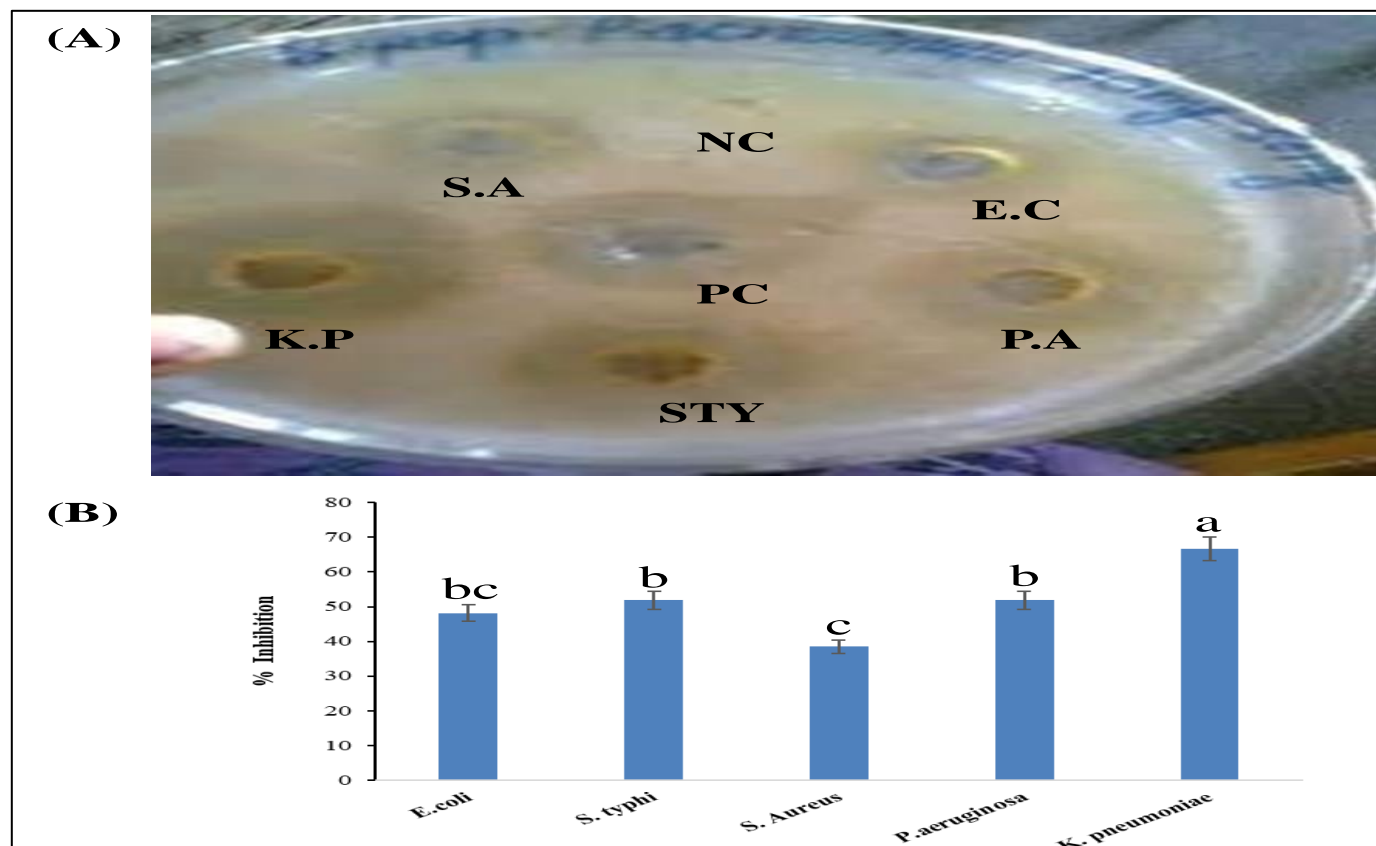 (A)
NC
S.A
E.C
PC
K.P
P.A
STY
(B)
80
70
60
50
40
30
20
10
0
% Inhibition
bc
b
c
b
a
E.coli
S. typhi
S. Aureus
P.aeruginosa
K. pneumoniae